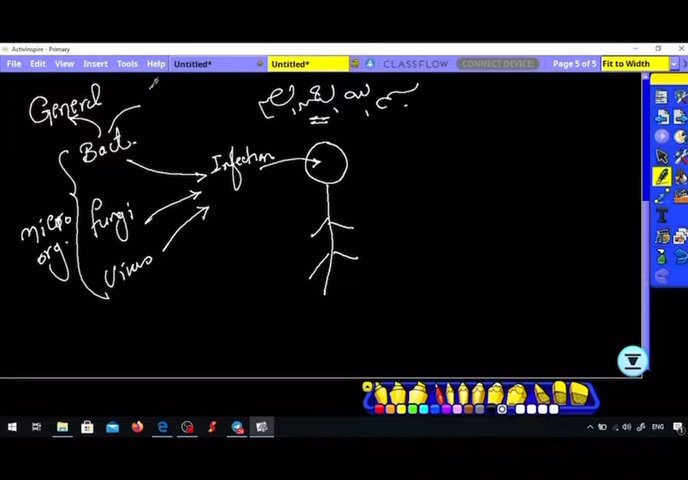 ActivInspire - Primary
File Edit View Insert Tools Help Untitled* Untitled* CLASSFLOW CONNECT DEVICE Page 5 of 5 Fit to Width
General
Bact.
Infection
micro org.
fungi
Virus
ENG